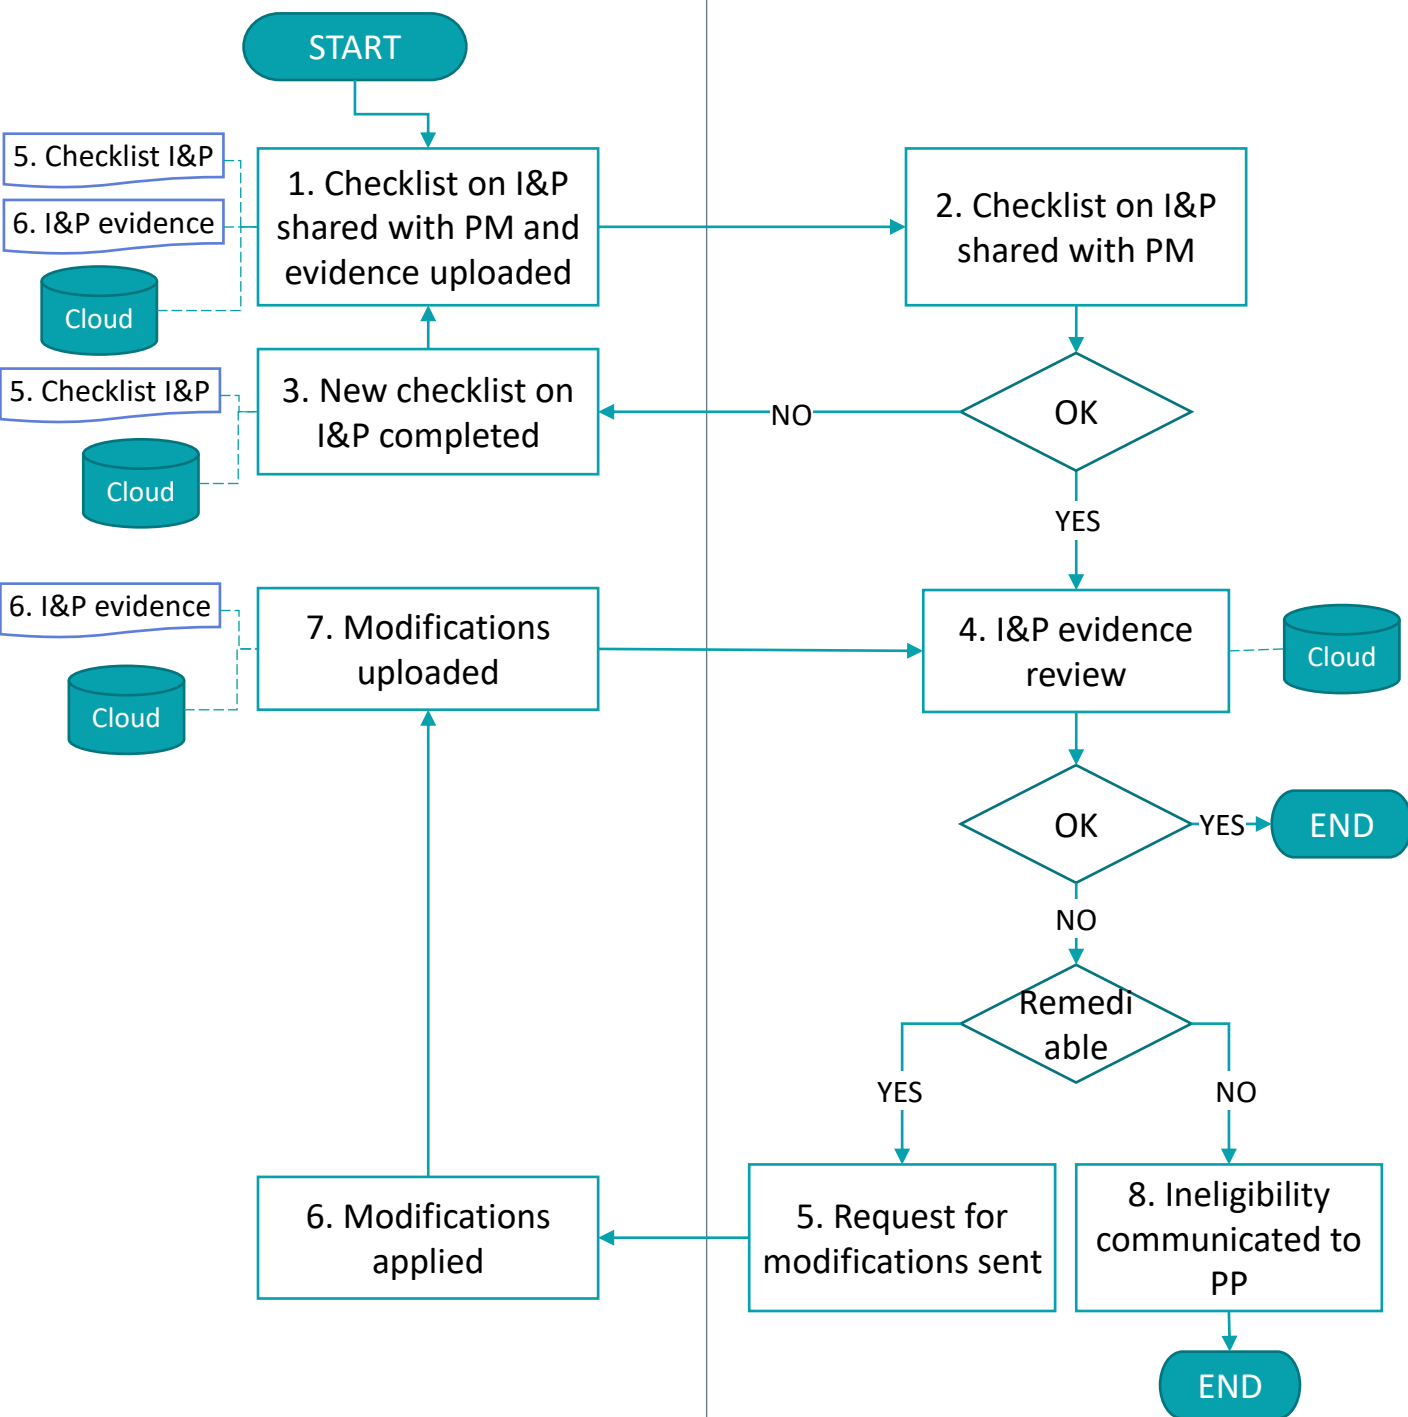 START
5. Checklist I&P
6. I&P evidence
Cloud
1. Checklist on I&P
shared with PM and
evidence uploaded
2. Checklist on I&P
shared with PM
5. Checklist I&P
Cloud
3. New checklist on
I&P completed
NO
OK
YES
6. I&P evidence
Cloud
7. Modifications
uploaded
4. I&P evidence
review
Cloud
OK
YES
END
NO
Remedi
able
YES
NO
6. Modifications
applied
5. Request for
modifications sent
8. Ineligibility
communicated to
PP
END